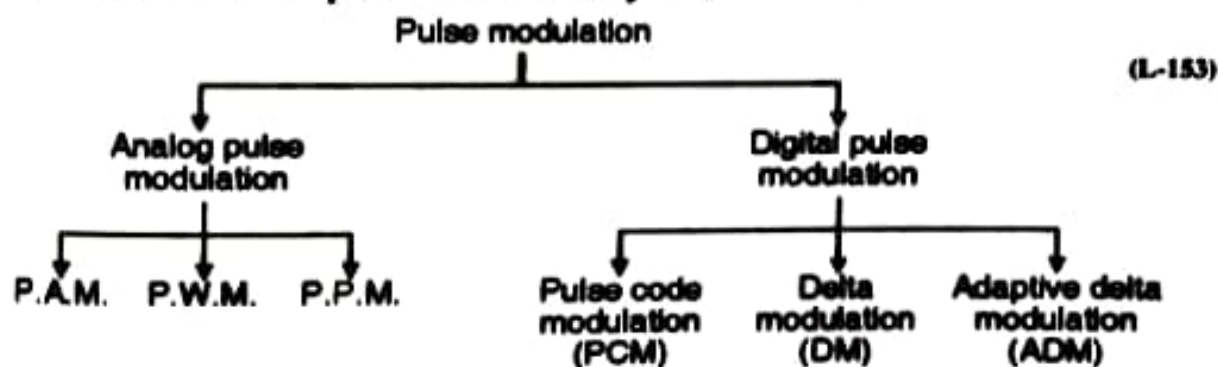 Pulse modulation
(L-153)
Analog pulse
modulation
Digital pulse
modulation
P.A.M. P.W.M. P.P.M.
Pulse code
modulation
(PCM)
Delta
modulation
(DM)
Adaptive delta
modulation
(ADM)